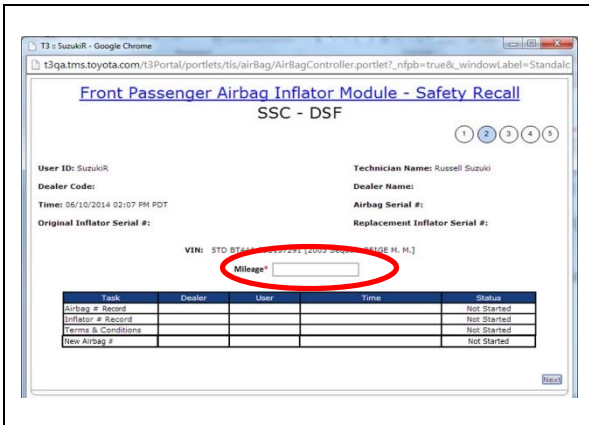 T3 :: SuzukiR - Google Chrome
t3qa.tms.toyota.com/t3Portal/portlets/tis/airBag/AirBagController.portlet?_nfpb=true&_windowLabel=Standalc
Front Passenger Airbag Inflator Module - Safety Recall
SSC - DSF
1 2 3 4 5
User ID: SuzukiR Technician Name: Russell Suzuki
Dealer Code: Dealer Name:
Time: 06/10/2014 02:07 PM PDT Airbag Serial #:
Original Inflator Serial #: Replacement Inflator Serial #:
VIN: 5TD [2003 BEIGE M. M.]
Mileage*
Task Dealer User Time Status
Airbag # Record Not Started
Inflator # Record Not Started
Terms & Conditions Not Started
New Airbag # Not Started
Next